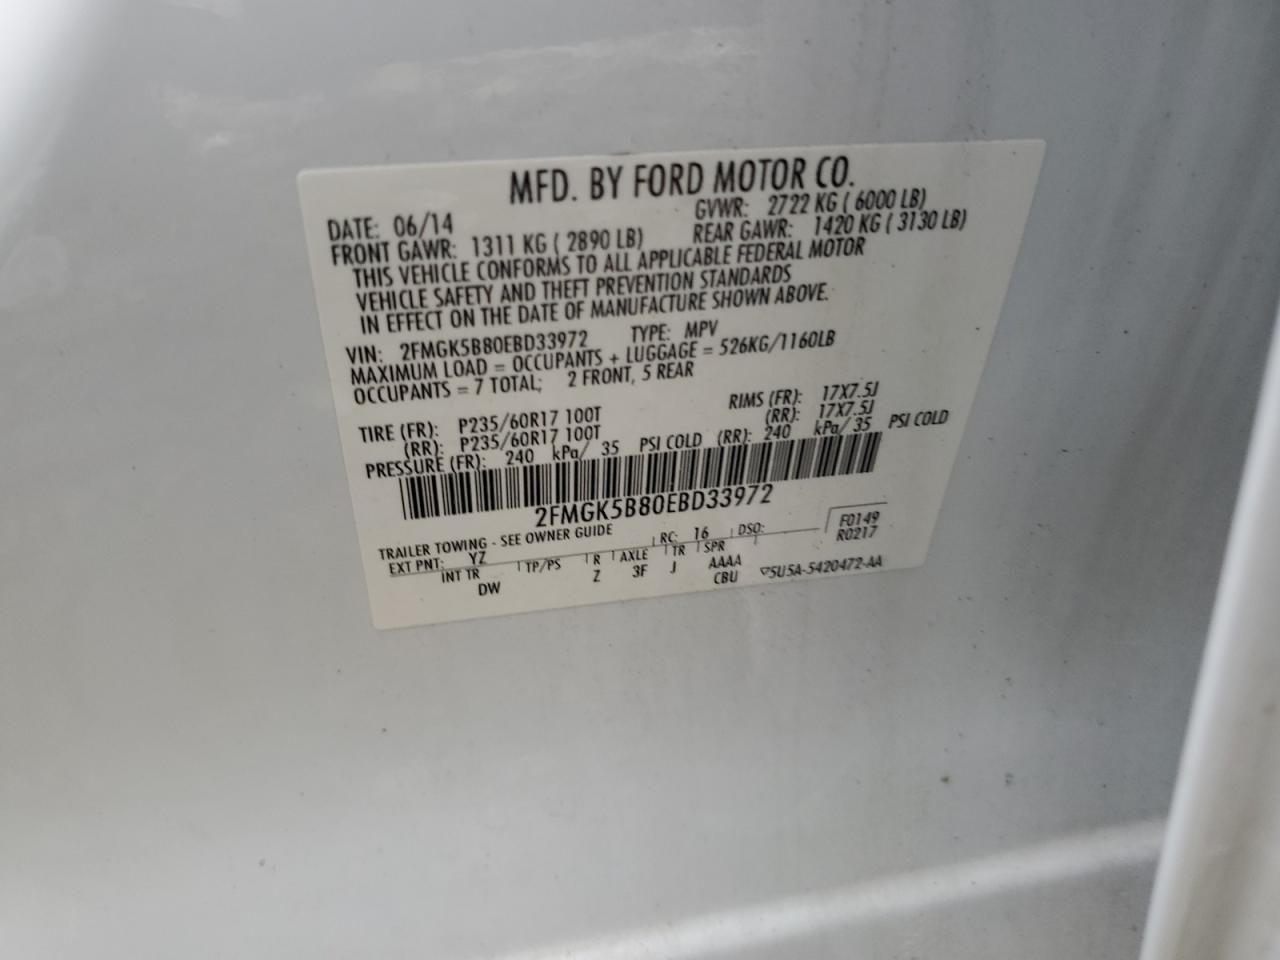 MFD. BY FORD MOTOR CO.
DATE: 06/14 GVWR: 2722 KG ( 6000 LB)
FRONT GAWR: 1311 KG ( 2890 LB) REAR GAWR: 1420 KG ( 3130 LB)
THIS VEHICLE CONFORMS TO ALL APPLICABLE FEDERAL MOTOR
VEHICLE SAFETY AND THEFT PREVENTION STANDARDS
IN EFFECT ON THE DATE OF MANUFACTURE SHOWN ABOVE.
VIN: 2FMGK5B80EBD33972 TYPE: MPV
MAXIMUM LOAD = OCCUPANTS + LUGGAGE = 526KG/1160LB
OCCUPANTS = 7 TOTAL; 2 FRONT, 5 REAR
TIRE (FR): P235/60R17 100T RIMS (FR): 17X7.5J
(RR): P235/60R17 100T (RR): 17X7.5J
PRESSURE (FR): 240 kPa/ 35 PSI COLD (RR): 240 kPa/ 35 PSI COLD
2FMGK5B80EBD33972
TRAILER TOWING - SEE OWNER GUIDE
EXT PNT: YZ RC: 16 DSO: F0149
R0217
INT TR TP/PS R AXLE TR SPR
DW Z 3F J AAAA
CBU
5U5A-5420472-AA